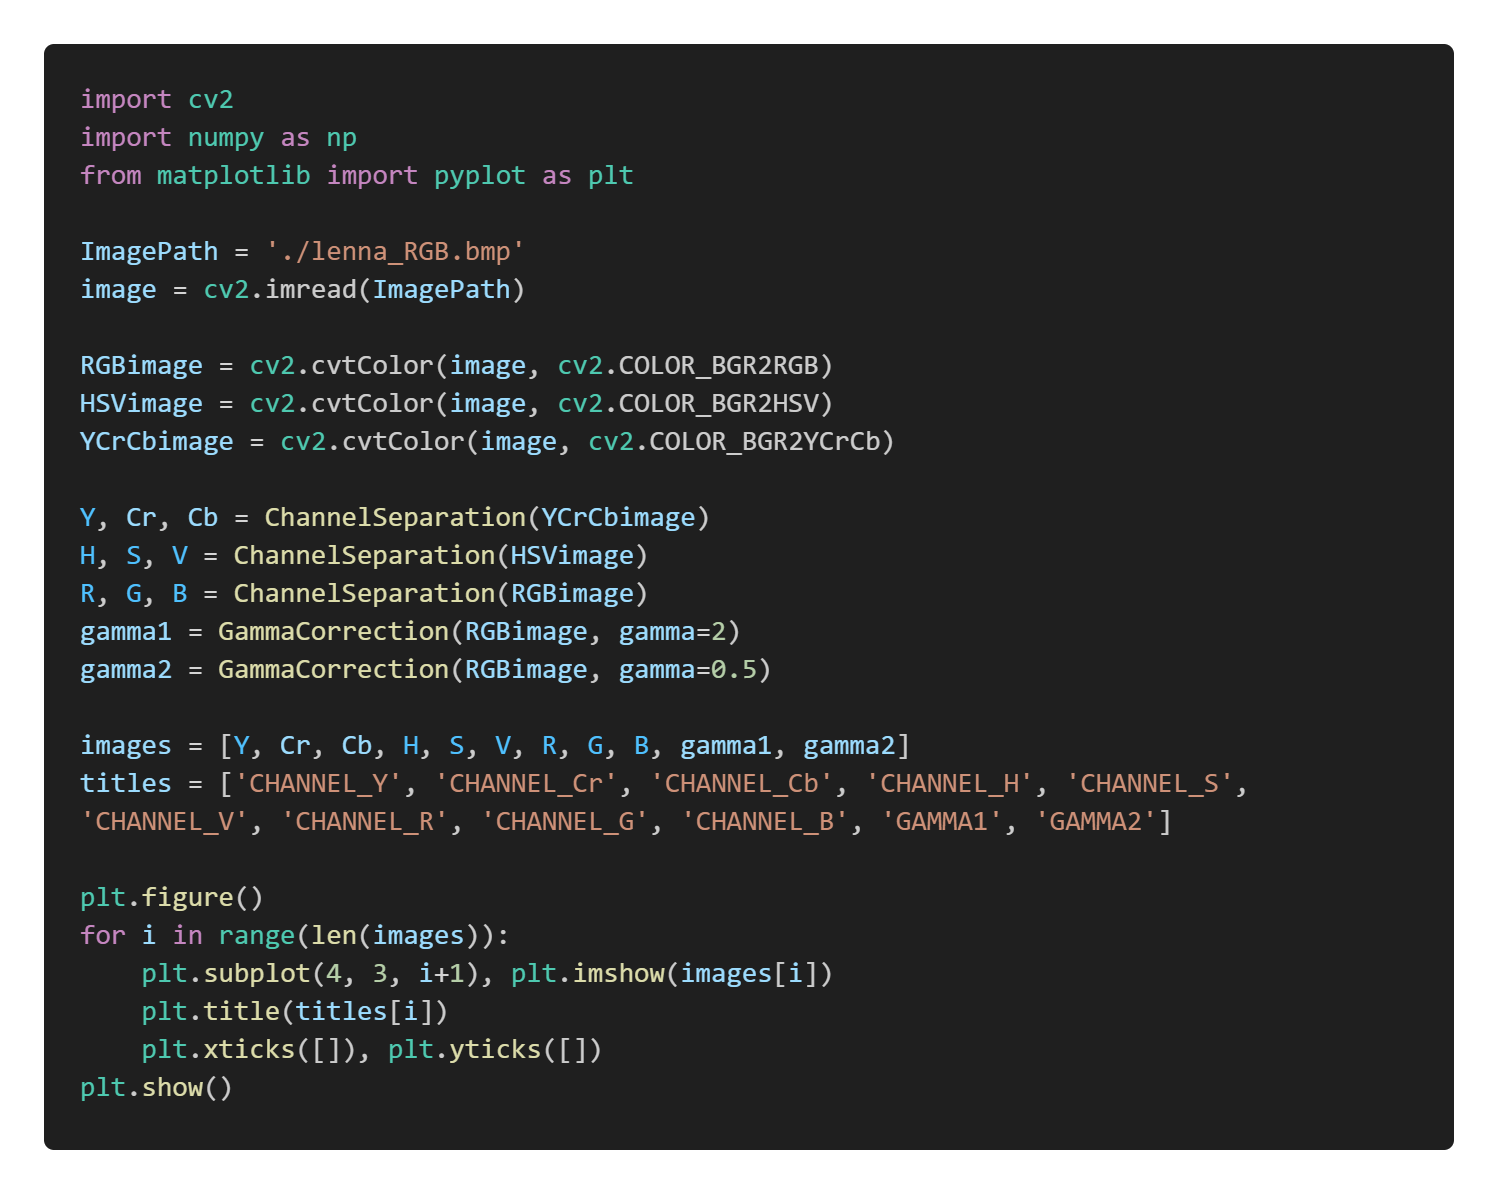 import cv2
import numpy as np
from matplotlib import pyplot as plt

ImagePath = './lenna_RGB.bmp'
image = cv2.imread(ImagePath)

RGBimage = cv2.cvtColor(image, cv2.COLOR_BGR2RGB)
HSVimage = cv2.cvtColor(image, cv2.COLOR_BGR2HSV)
YCrCbimage = cv2.cvtColor(image, cv2.COLOR_BGR2YCrCb)

Y, Cr, Cb = ChannelSeparation(YCrCbimage)
H, S, V = ChannelSeparation(HSVimage)
R, G, B = ChannelSeparation(RGBimage)
gamma1 = GammaCorrection(RGBimage, gamma=2)
gamma2 = GammaCorrection(RGBimage, gamma=0.5)

images = [Y, Cr, Cb, H, S, V, R, G, B, gamma1, gamma2]
titles = ['CHANNEL_Y', 'CHANNEL_Cr', 'CHANNEL_Cb', 'CHANNEL_H', 'CHANNEL_S',
'CHANNEL_V', 'CHANNEL_R', 'CHANNEL_G', 'CHANNEL_B', 'GAMMA1', 'GAMMA2']

plt.figure()
for i in range(len(images)):
    plt.subplot(4, 3, i+1), plt.imshow(images[i])
    plt.title(titles[i])
    plt.xticks([]), plt.yticks([])
plt.show()